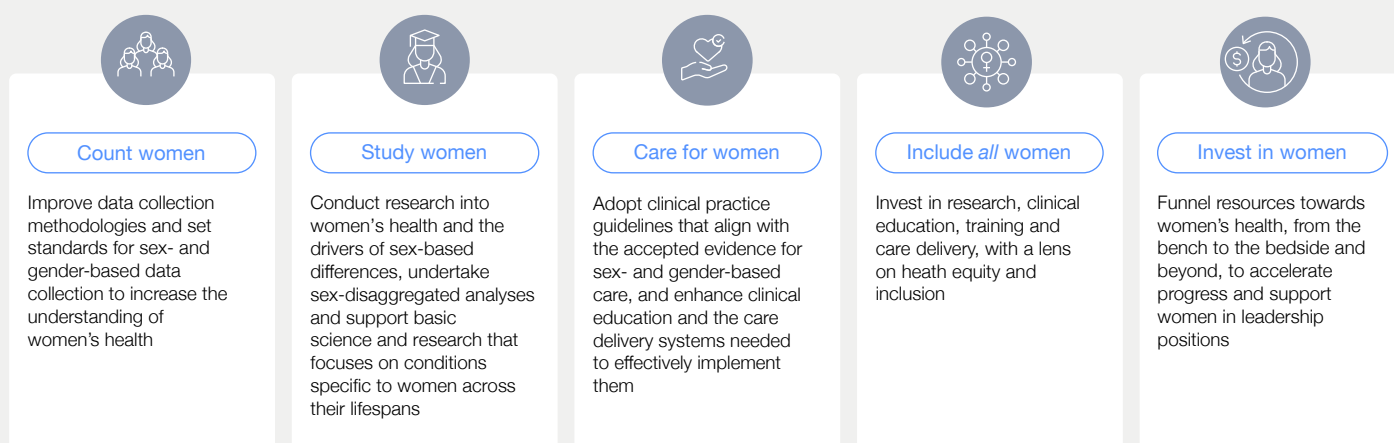 Count women
Improve data collection
methodologies and set
standards for sex- and
gender-based data
collection to increase the
understanding of
women's health
Study women
Conduct research into
women's health and the
drivers of sex-based
differences, undertake
sex-disaggregated analyses
and support basic
science and research that
focuses on conditions
specific to women across
their lifespans
Care for women
Adopt clinical practice
guidelines that align with
the accepted evidence for
sex- and gender-based
care, and enhance clinical
education and the care
delivery systems needed
to effectively implement
them
Include all women
Invest in research, clinical
education, training and
care delivery, with a lens
on heath equity and
inclusion
$
Invest in women
Funnel resources towards
women's health, from the
bench to the bedside and
beyond, to accelerate
progress and support
women in leadership
positions